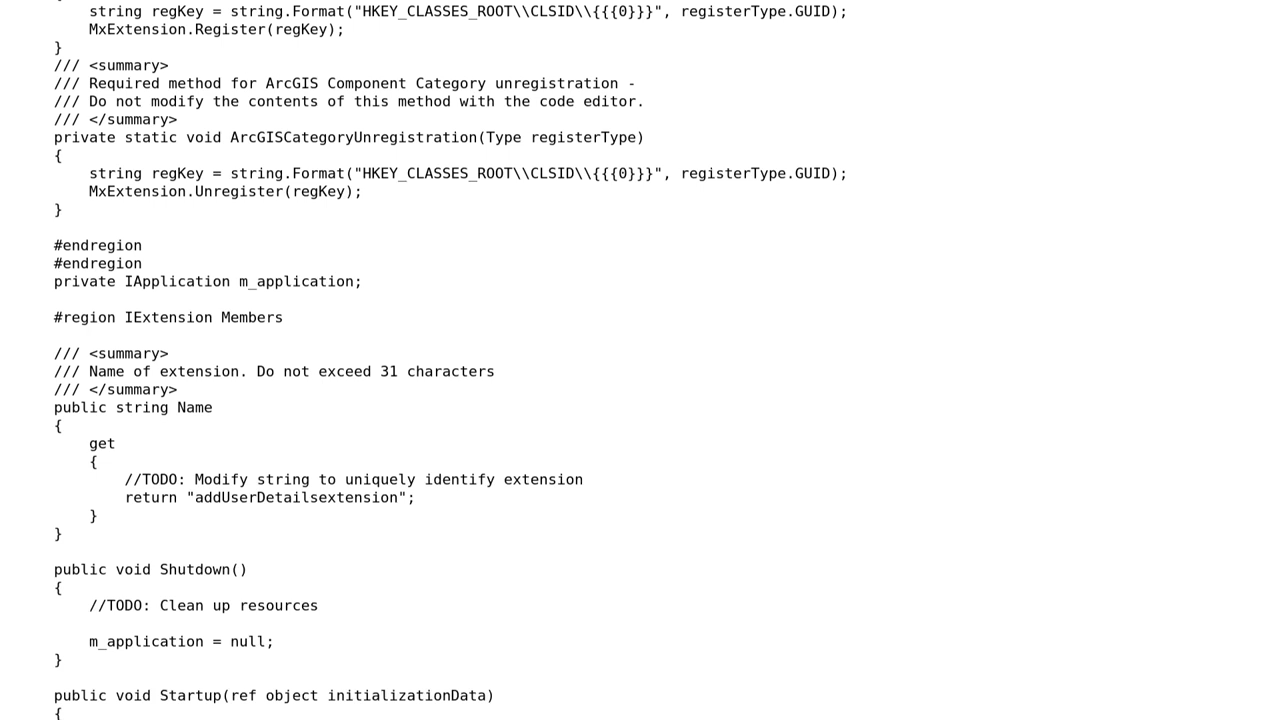 string regKey = string.Format("HKEY_CLASSES_ROOT\\CLSID\\{{{0}}}", registerType.GUID);
MxExtension.Register(regKey);
}
/// <summary>
/// Required method for ArcGIS Component Category unregistration -
/// Do not modify the contents of this method with the code editor.
/// </summary>
private static void ArcGISCategoryUnregistration(Type registerType)
{
string regKey = string.Format("HKEY_CLASSES_ROOT\\CLSID\\{{{0}}}", registerType.GUID);
MxExtension.Unregister(regKey);
}
#endregion
#endregion
private IApplication m_application;
#region IExtension Members
/// <summary>
/// Name of extension. Do not exceed 31 characters
/// </summary>
public string Name
{
get
{
//TODO: Modify string to uniquely identify extension
return "addUserDetailsextension";
}
}
public void Shutdown()
{
//TODO: Clean up resources
m_application = null;
}
public void Startup(ref object initializationData)
{